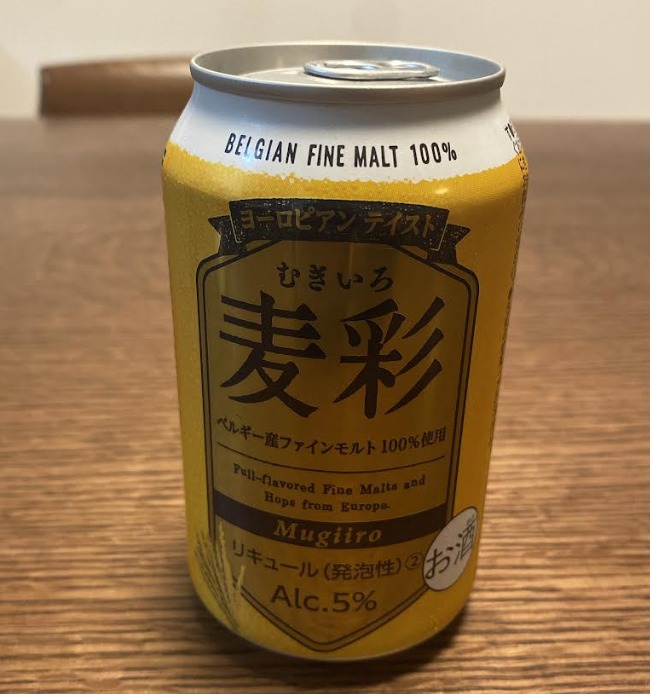 BELGIAN FINE MALT 100%
ヨーロピアン テイスト
むぎいろ
麦彩
ベルギー産ファインモルト100%使用
Full-flavored Fine Malts and
Hops from Europe.
Mugiiro
リキュール(発泡性)②
お酒
Alc.5%